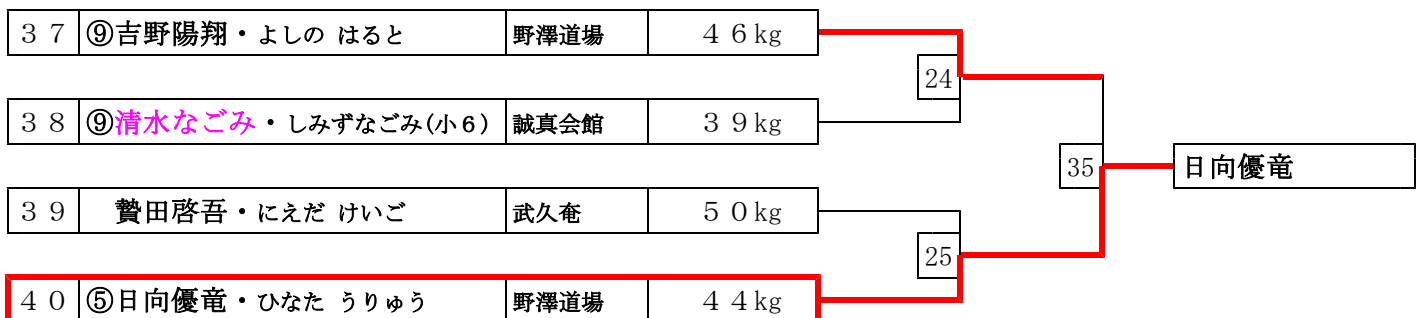 ３７ ⑨吉野陽翔・よしの はると 野澤道場 ４６kg
24
３８ ⑨清水なごみ・しみずなごみ(小６) 誠真会館 ３９kg
35 日向優竜
３９ 贄田啓吾・にえだ けいご 武久奄 ５０kg
25
４０ ⑤日向優竜・ひなた うりゅう 野澤道場 ４４kg